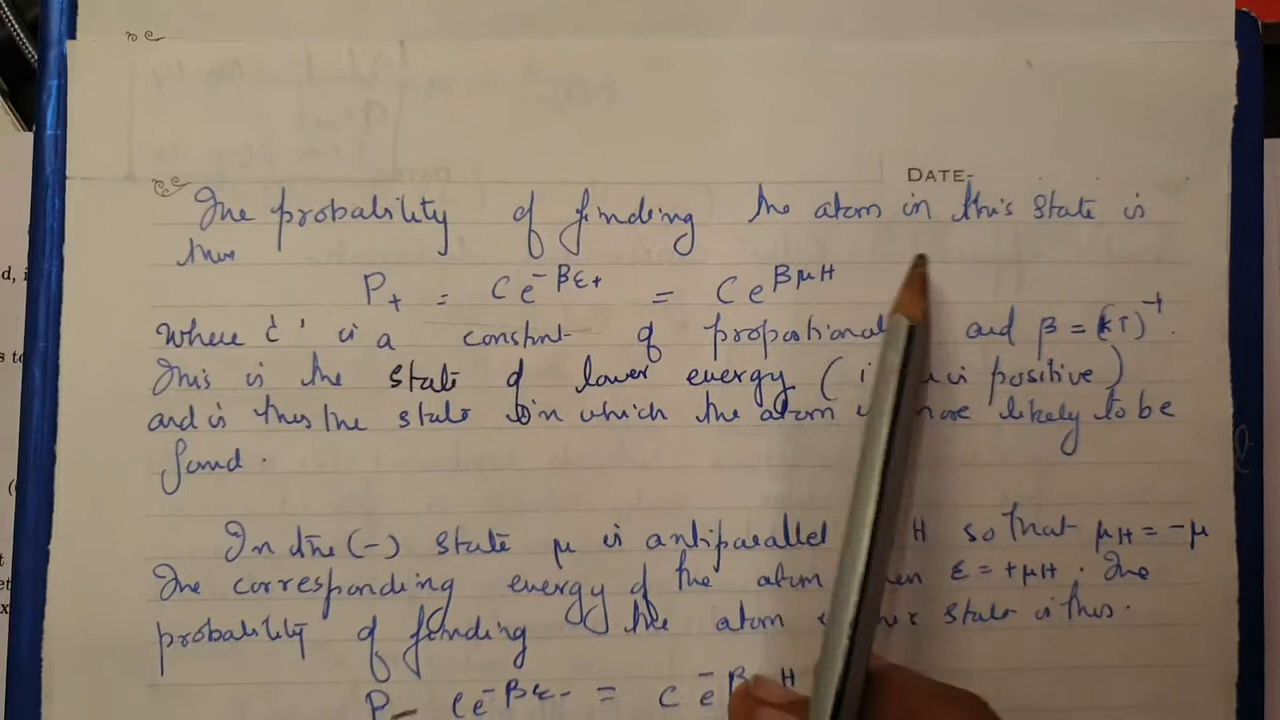 DATE-
The probability of finding the atom in this state is
thus
P+ = Ce^-βε+ = Ce^βμH
Where 'C' is a constant of proportional and β = (kT)^-1.
This is the state of lower energy ( is positive)
and is thus the state in which the atom more likely to be
found.
In the (-) state μ is antiparallel H so that μH = -μ
The corresponding energy of the atom ε = +μH. The
probability of finding the atom state is thus.
P- Ce^-βε- = Ce^-β H